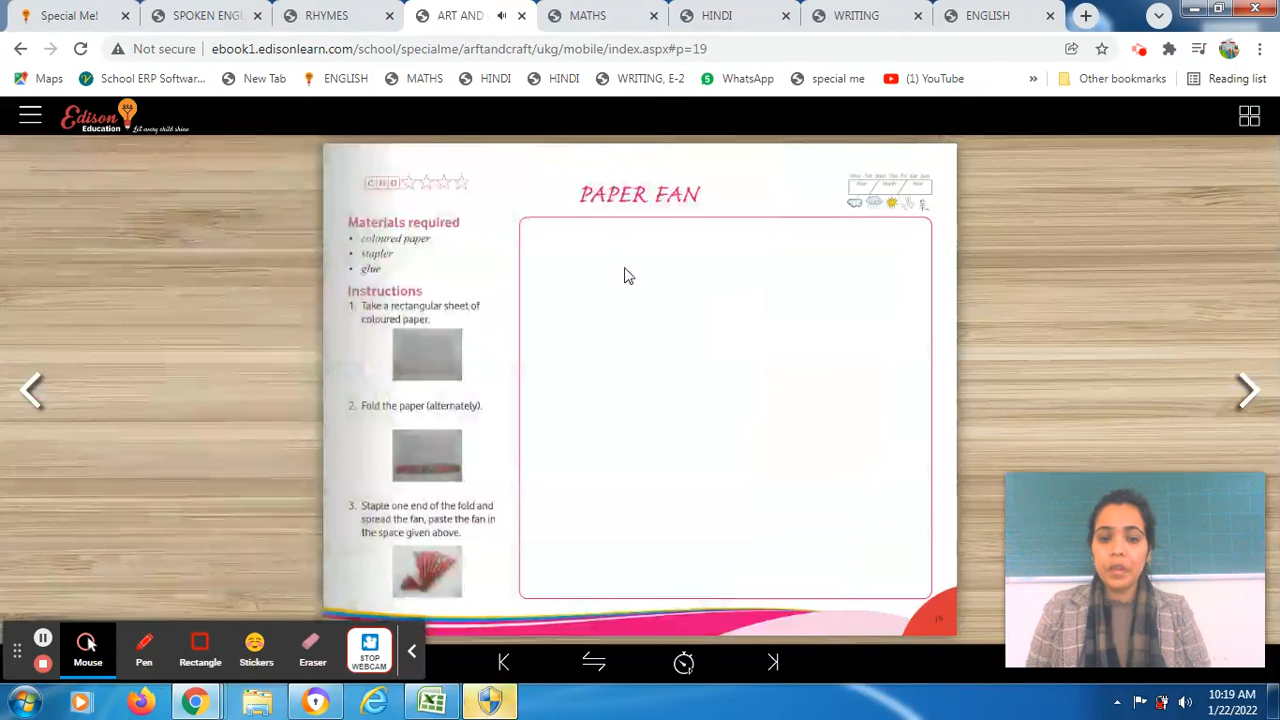 Special Me!
SPOKEN ENGL
RHYMES
ART AND
MATHS
HINDI
WRITING
ENGLISH
Not secure
ebook1.edisonlearn.com/school/specialme/arftandcraft/ukg/mobile/index.aspx#p=19
Maps
School ERP Softwar...
New Tab
ENGLISH
MATHS
HINDI
HINDI
WRITING, E-2
WhatsApp
special me
(1) YouTube
»
Other bookmarks
Reading list
Edison
Education
Let every child shine
PAPER FAN
Materials required
• coloured paper
• stapler
• glue
Instructions
1. Take a rectangular sheet of
coloured paper.
2. Fold the paper (alternately).
3. Staple one end of the fold and
spread the fan, paste the fan in
the space given above.
Mouse
Pen
Rectangle
Stickers
Eraser
STOP
WEBCAM
10:19 AM
1/22/2022